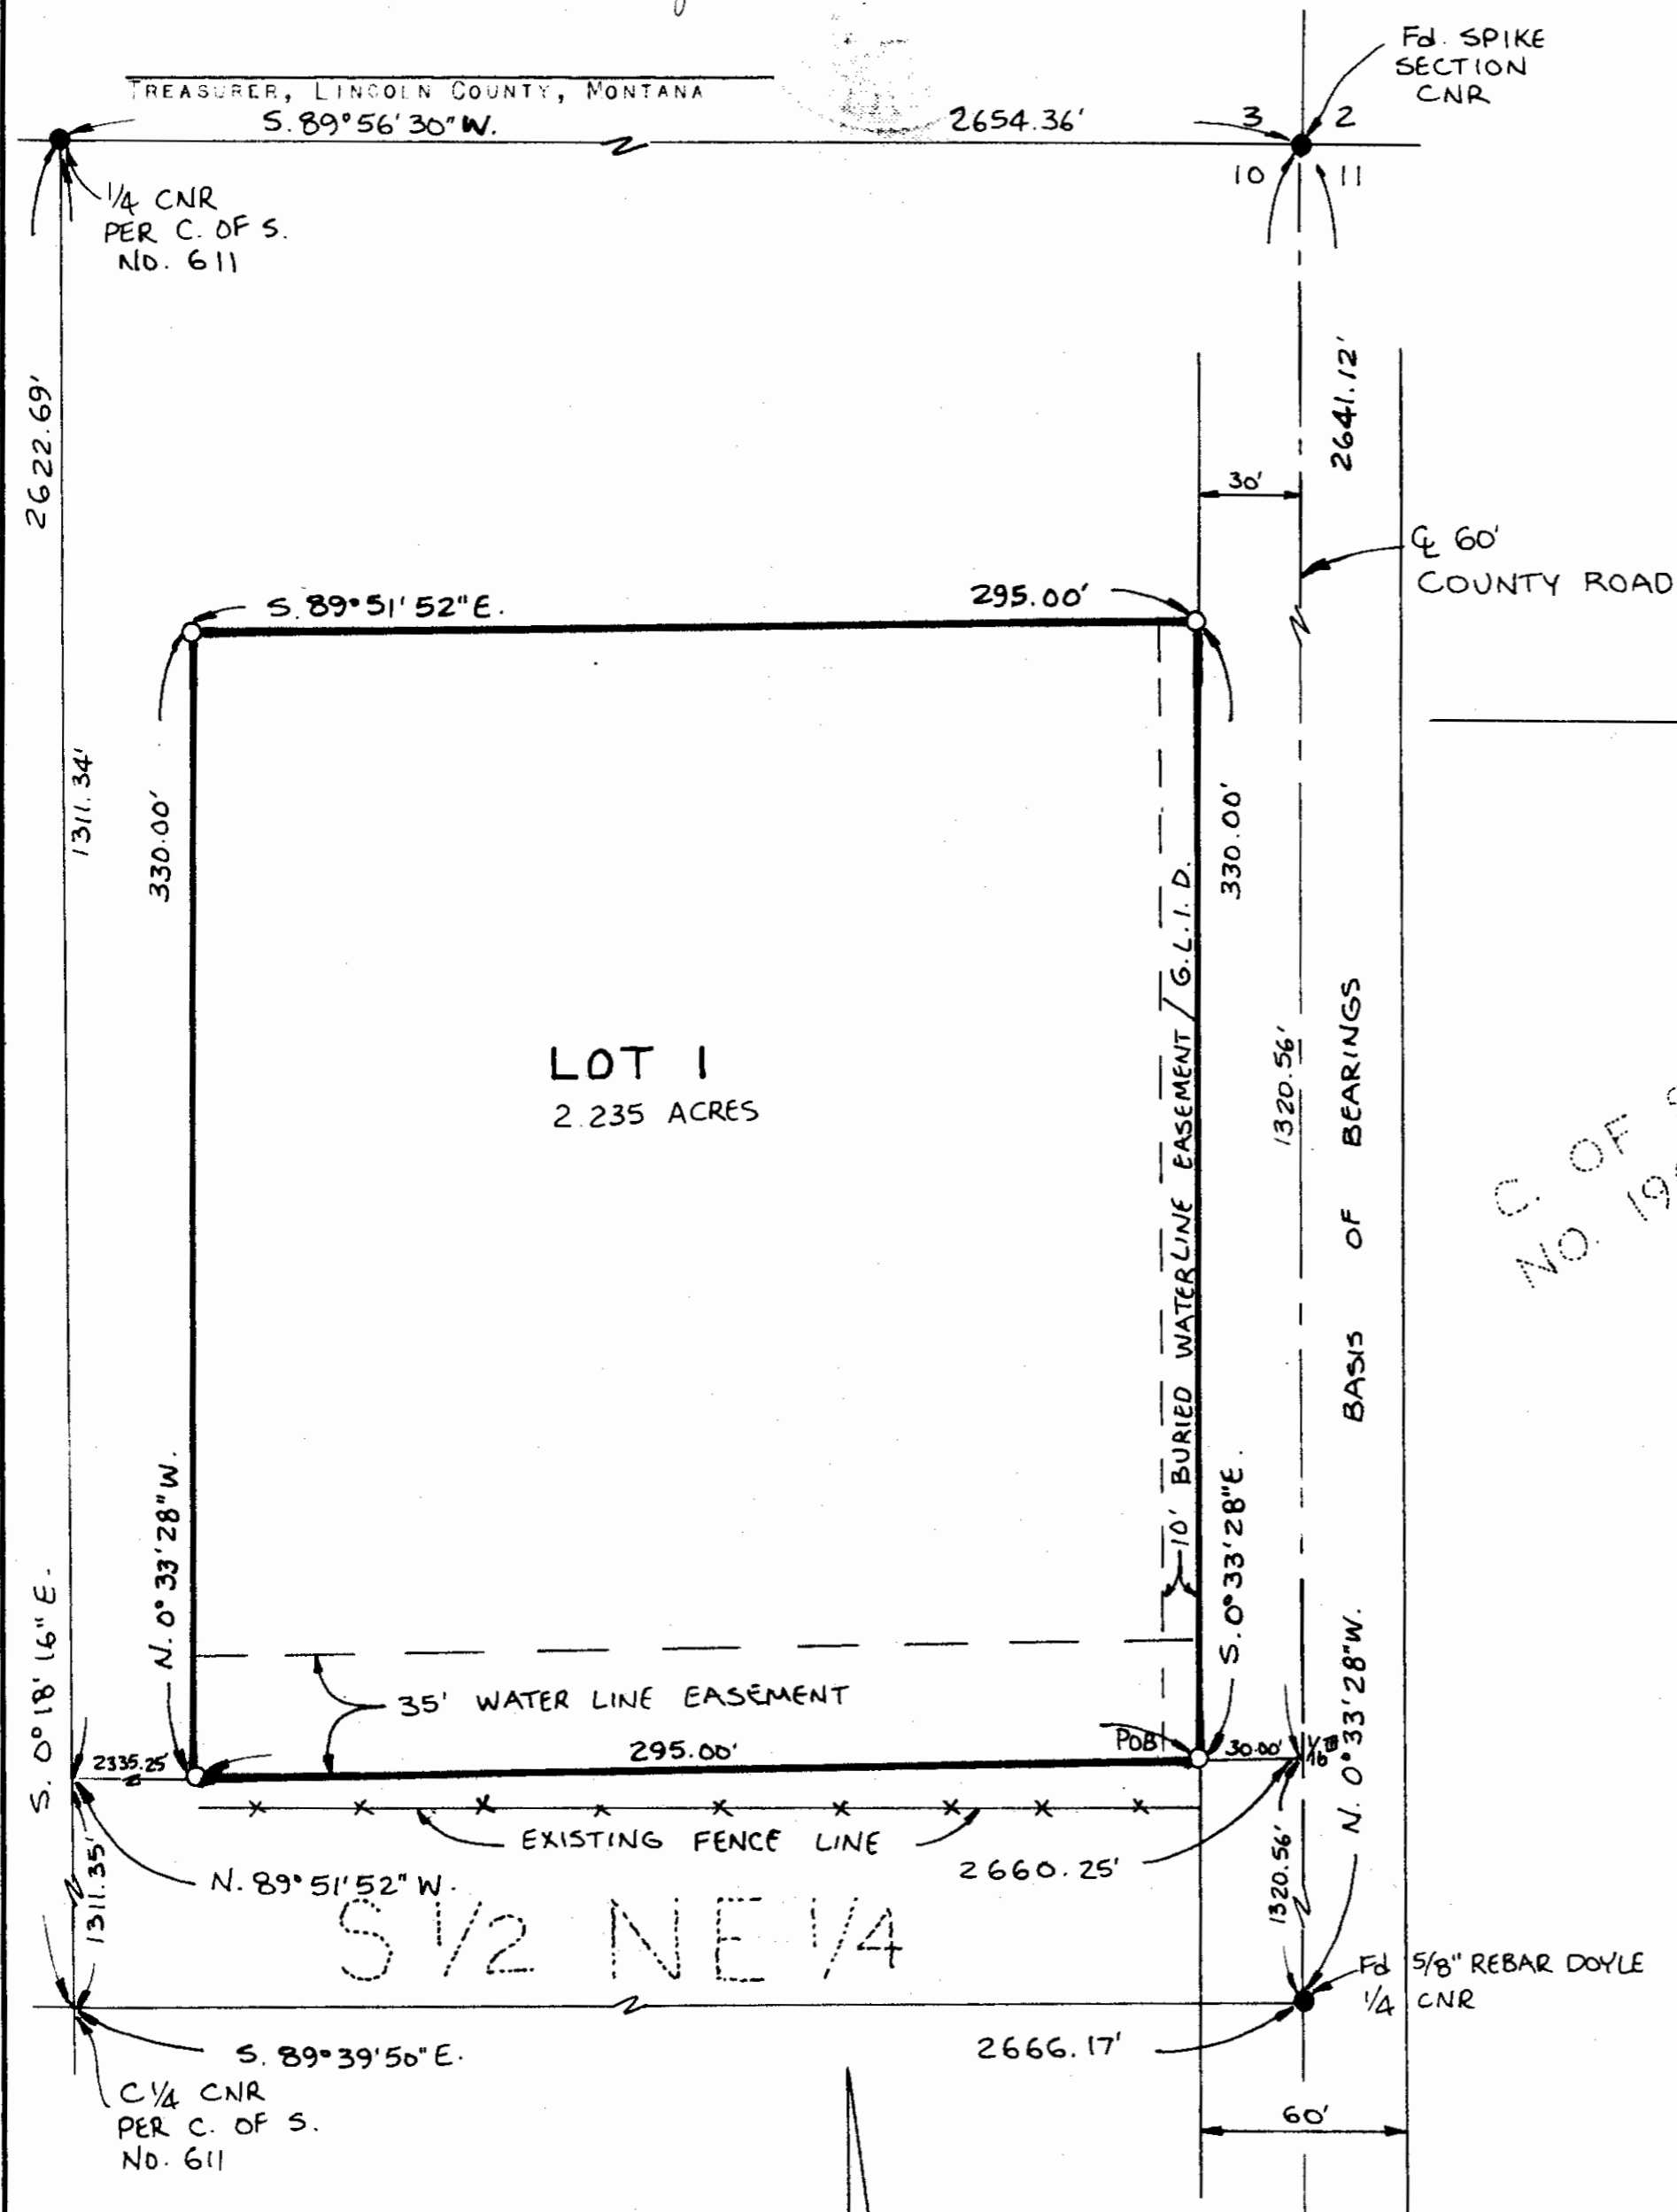 Fd. SPIKE
SECTION
CNR
TREASURER, LINCOLN COUNTY, MONTANA
S. 89° 56' 30" W.
2654.36'
3
2
10
11
1/4 CNR
PER C. OF S.
NO. 611
2622.69'
2641.12'
30'
℄ 60'
COUNTY ROAD
S. 89° 51' 52" E.
295.00'
1311.34'
330.00'
330.00'
10' BURIED WATER LINE EASEMENT / G.L.I.D.
LOT 1
2.235 ACRES
1320.56'
BASIS OF BEARINGS
C. OF
NO. 19
N. 0° 33' 28" W.
S. 0° 33' 28" E.
N. 0° 33' 28" W.
S. 0° 18' 16" E.
35' WATER LINE EASEMENT
2335.25'
295.00'
POB
30.00'
1/16
EXISTING FENCE LINE
1311.35'
N. 89° 51' 52" W.
2660.25'
1320.56'
S 1/2 NE 1/4
Fd 5/8" REBAR DOYLE
1/4 CNR
S. 89° 39' 50" E.
2666.17'
C 1/4 CNR
PER C. OF S.
NO. 611
60'